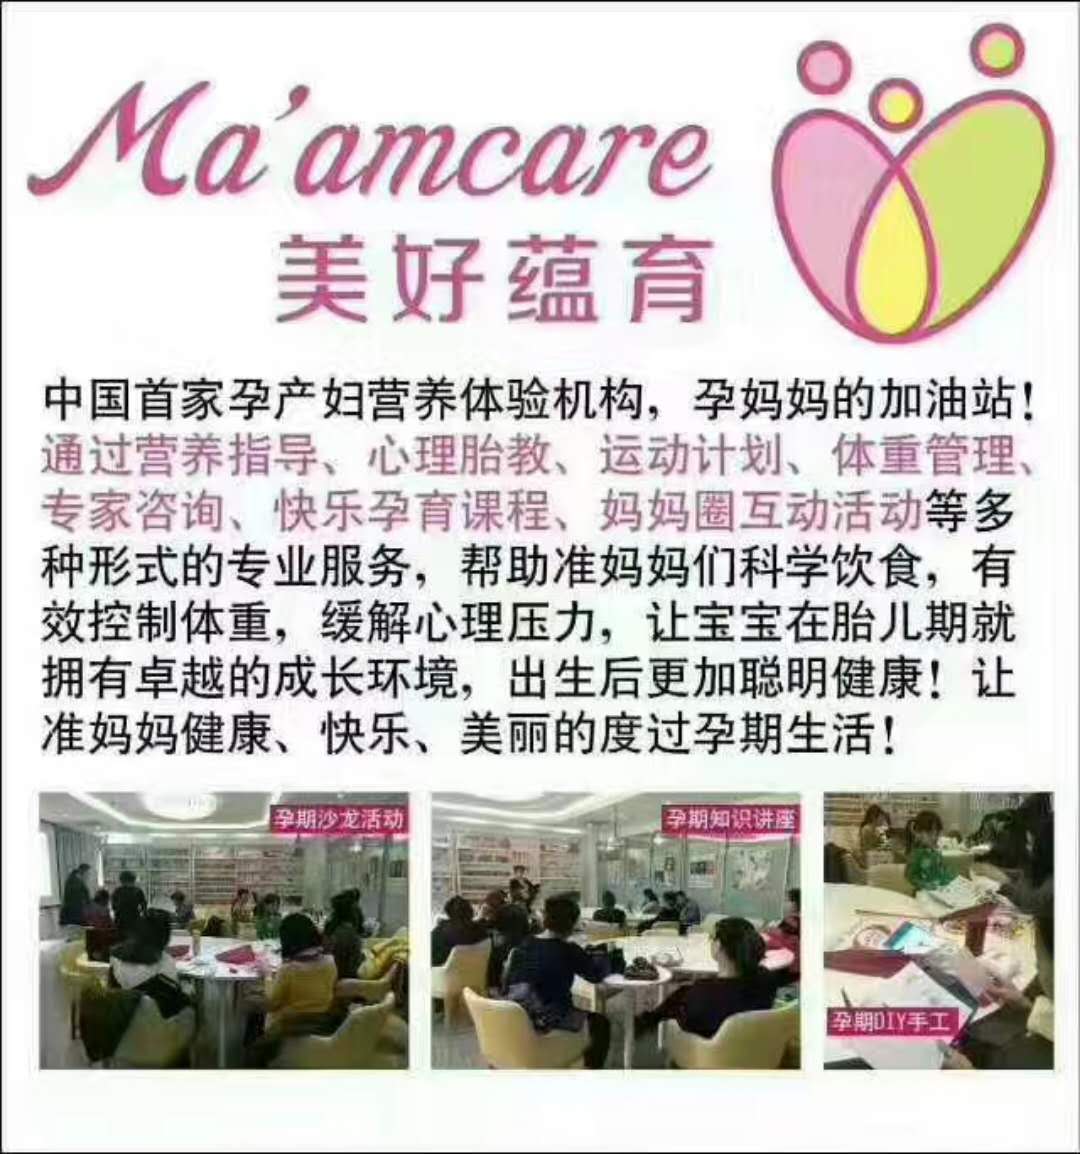 Ma'amcare
美好蕴育
中国首家孕产妇营养体验机构，孕妈妈的加油站！
通过营养指导、心理胎教、运动计划、体重管理、
专家咨询、快乐孕育课程、妈妈圈互动活动等多
种形式的专业服务，帮助准妈妈们科学饮食，有
效控制体重，缓解心理压力，让宝宝在胎儿期就
拥有卓越的成长环境，出生后更加聪明健康！让
准妈妈健康、快乐、美丽的度过孕期生活！
孕期沙龙活动
孕期知识讲座
孕期DIY手工